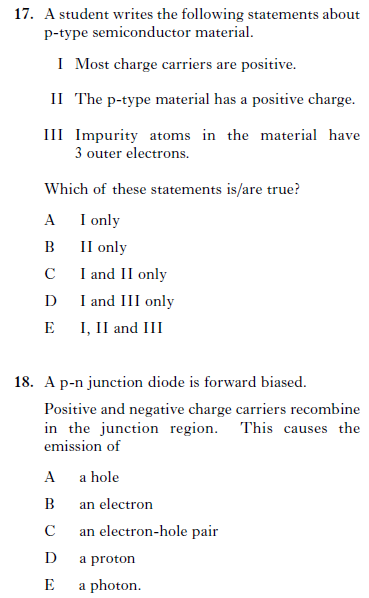 17. A student writes the following statements about
p-type semiconductor material.
I Most charge carriers are positive.
II The p-type material has a positive charge.
III Impurity atoms in the material have
3 outer electrons.
Which of these statements is/are true?
A I only
B II only
C I and II only
D I and III only
E I, II and III
18. A p-n junction diode is forward biased.
Positive and negative charge carriers recombine
in the junction region. This causes the
emission of
A a hole
B an electron
C an electron-hole pair
D a proton
E a photon.